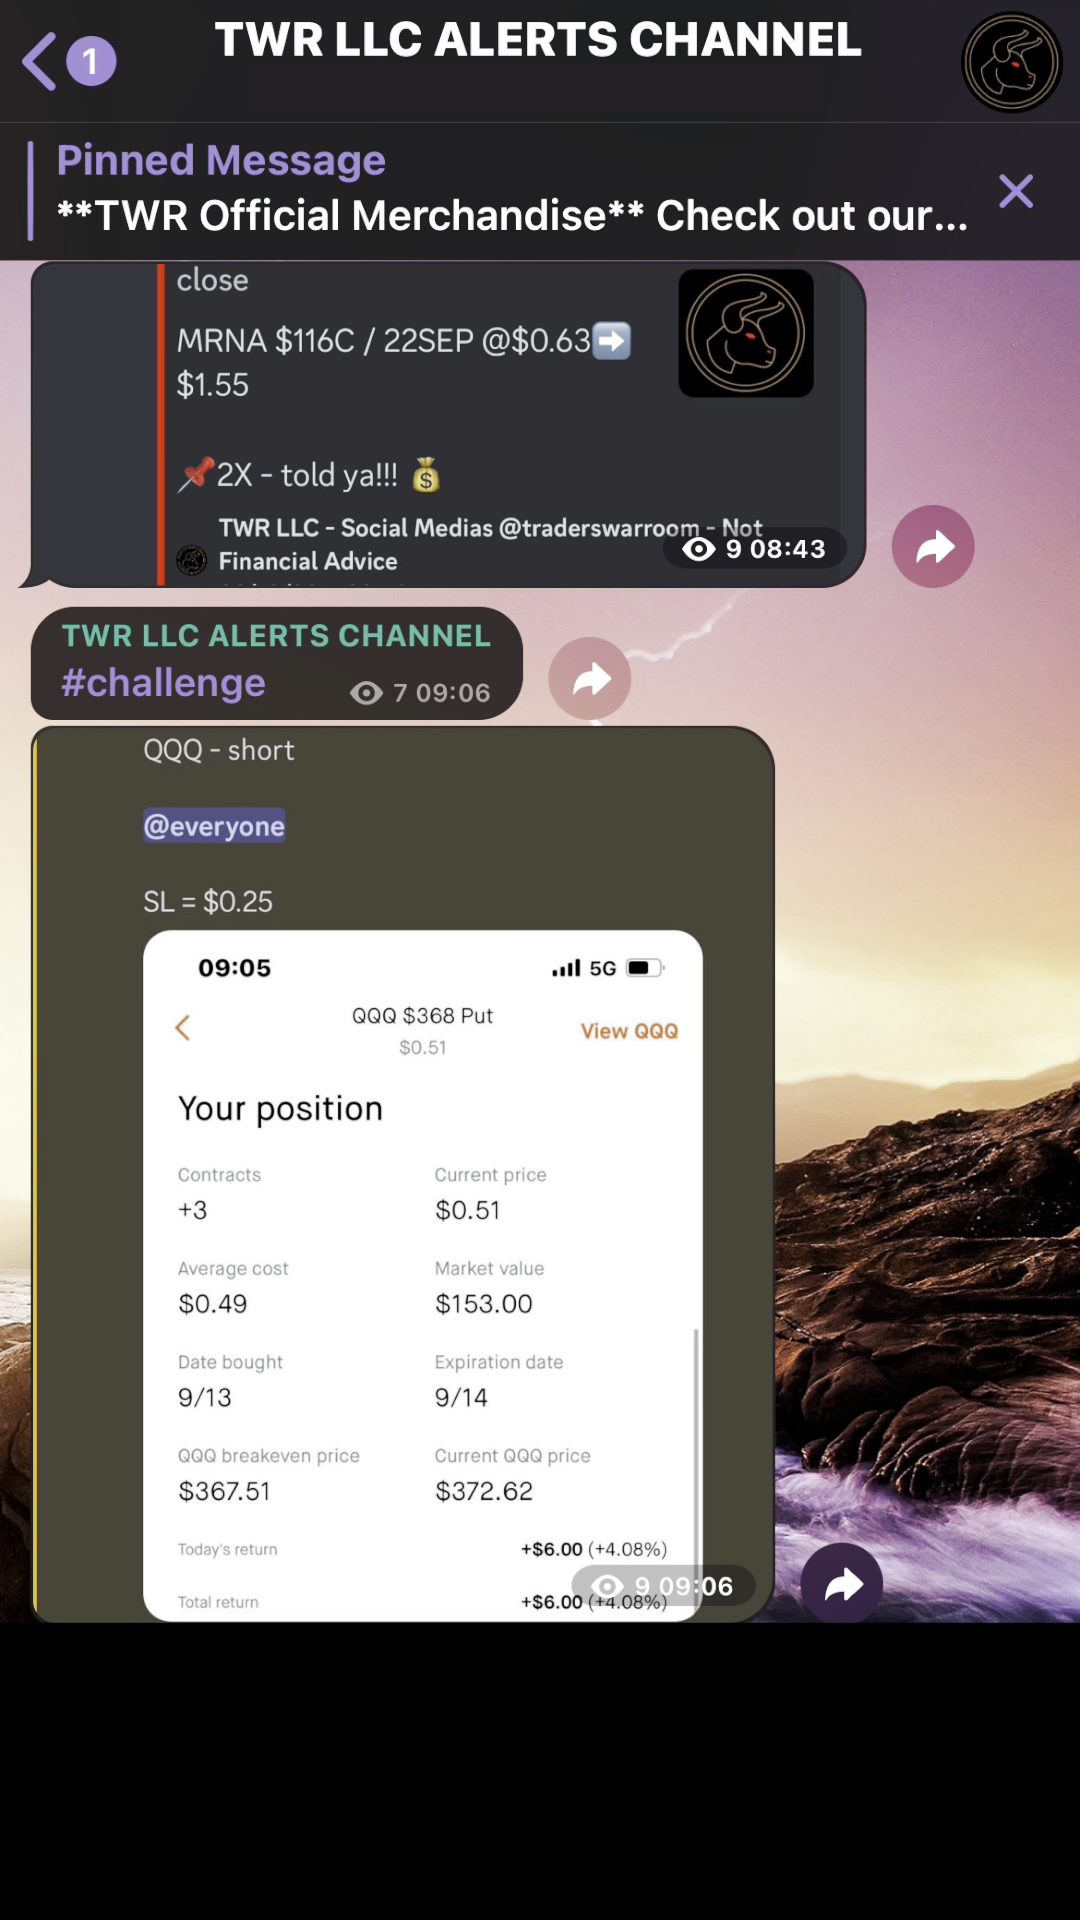 1
TWR LLC ALERTS CHANNEL
Pinned Message
**TWR Official Merchandise** Check out our...
close
MRNA $116C / 22SEP @$0.63➡️
$1.55
📌2X - told ya!!! 💰
TWR LLC - Social Medias @traderswarroom - Not
Financial Advice
9 08:43
TWR LLC ALERTS CHANNEL
#challenge
7 09:06
QQQ - short
@everyone
SL = $0.25
09:05
5G
QQQ $368 Put
$0.51
View QQQ
Your position
Contracts
+3
Current price
$0.51
Average cost
$0.49
Market value
$153.00
Date bought
9/13
Expiration date
9/14
QQQ breakeven price
$367.51
Current QQQ price
$372.62
Today's return +$6.00 (+4.08%)
9 09:06
Total return +$6.00 (+4.08%)